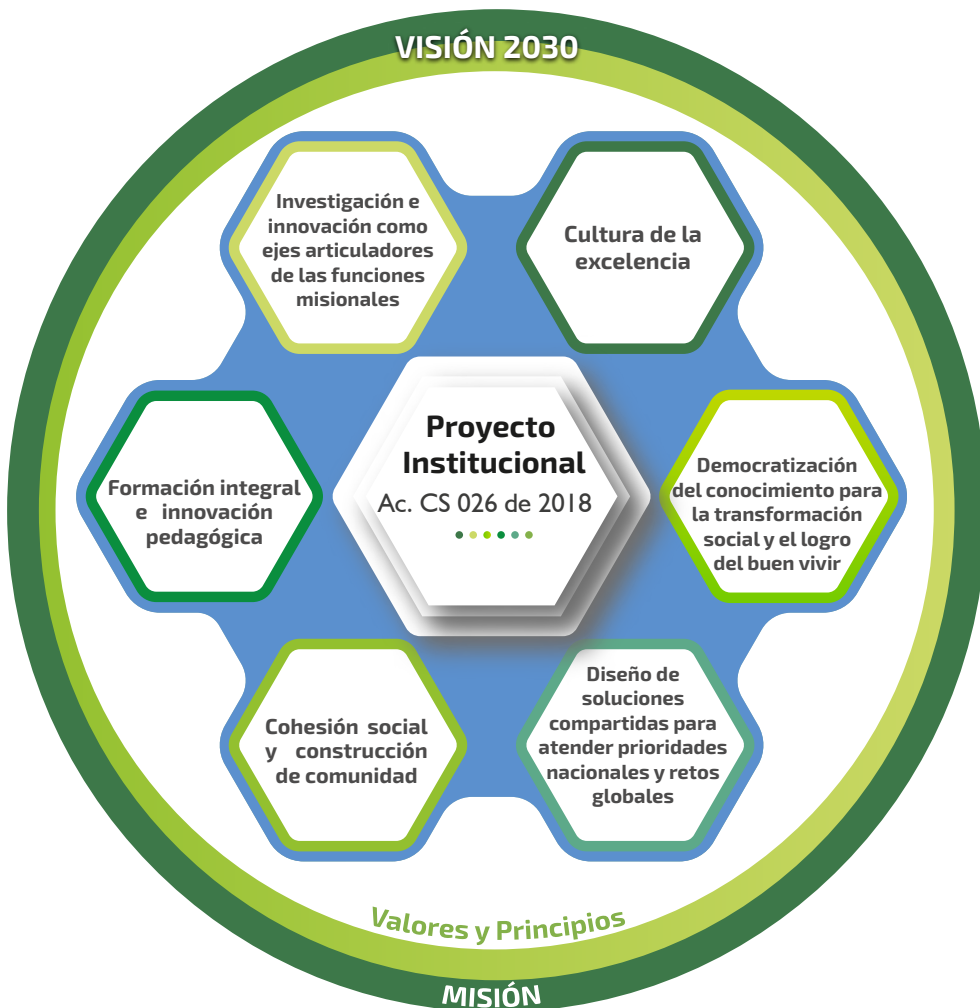 VISIÓN 2030
Investigación e
innovación como
ejes articuladores
de las funciones
misionales
Cultura de la
excelencia
Formación integral
e innovación
pedagógica
Proyecto
Institucional
Ac. CS 026 de 2018
Democratización
del conocimiento para
la transformación
social y el logro
del buen vivir
Cohesión social
y construcción
de comunidad
Diseño de
soluciones
compartidas para
atender prioridades
nacionales y retos
globales
Valores y Principios
MISIÓN